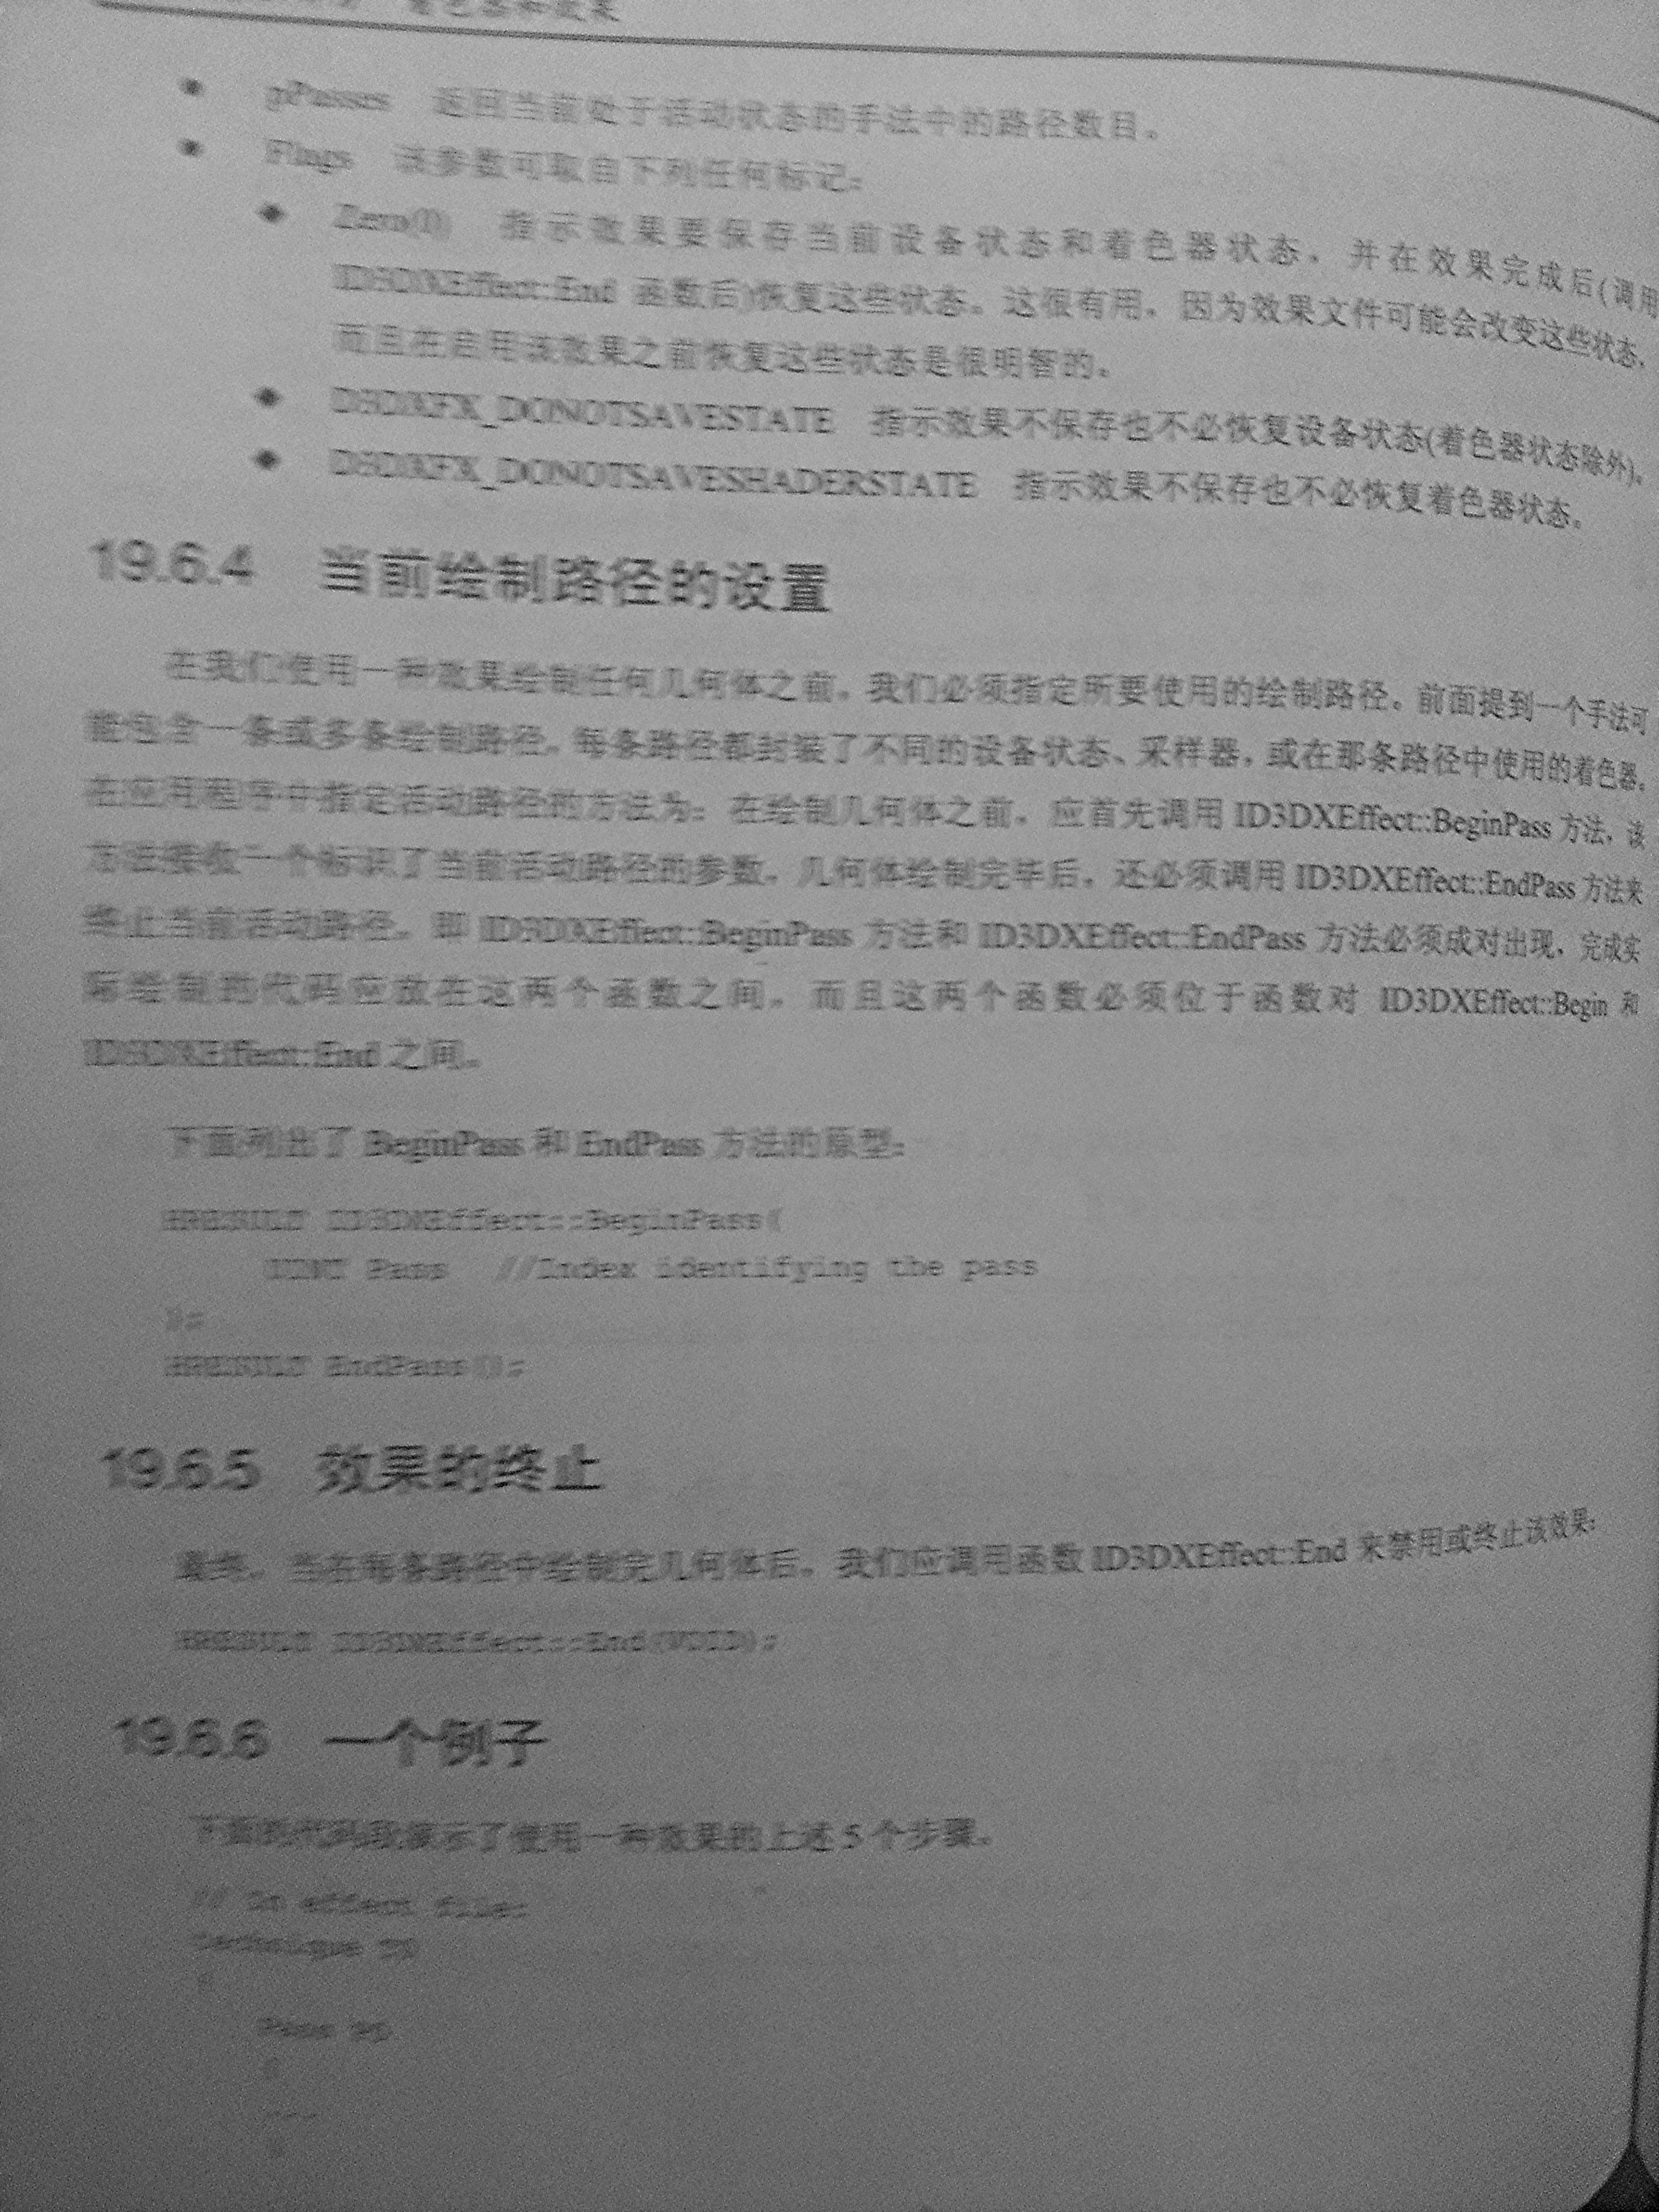 着色器和效果
pPasses 返回当前处于活动状态的手法中的路径数目。
Flags 该参数可取自下列任何标记：
Zero(0) 指示效果要保存当前设备状态和着色器状态，并在效果完成后(调用
ID3DXEffect::End 函数后)恢复这些状态。这很有用，因为效果文件可能会改变这些状态，
而且在启用该效果之前恢复这些状态是很明智的。
D3DXFX_DONOTSAVESTATE 指示效果不保存也不必恢复设备状态(着色器状态除外)。
D3DXFX_DONOTSAVESHADERSTATE 指示效果不保存也不必恢复着色器状态。
19.6.4 当前绘制路径的设置
在我们使用一种效果绘制任何几何体之前，我们必须指定所要使用的绘制路径。前面提到一个手法可
能包含一条或多条绘制路径，每条路径都封装了不同的设备状态、采样器，或在那条路径中使用的着色器。
在应用程序中指定活动路径的方法为：在绘制几何体之前，应首先调用 ID3DXEffect::BeginPass 方法，该
方法接收一个标识了当前活动路径的参数，几何体绘制完毕后，还必须调用 ID3DXEffect::EndPass 方法来
终止当前活动路径。即 ID3DXEffect::BeginPass 方法和 ID3DXEffect::EndPass 方法必须成对出现，完成实
际绘制的代码应放在这两个函数之间，而且这两个函数必须位于函数对 ID3DXEffect::Begin 和
ID3DXEffect::End 之间。
下面列出了 BeginPass 和 EndPass 方法的原型：
HRESULT ID3DXEffect::BeginPass(
UINT Pass //Index identifying the pass
);
HRESULT EndPass();
19.6.5 效果的终止
最终，当在每条路径中绘制完几何体后，我们应调用函数 ID3DXEffect::End 来禁用或终止该效果：
HRESULT ID3DXEffect::End(VOID);
19.6.6 一个例子
下面的代码段演示了使用一种效果的上述 5 个步骤。
// In effect file:
technique T0
{
Pass P0
{
...
}